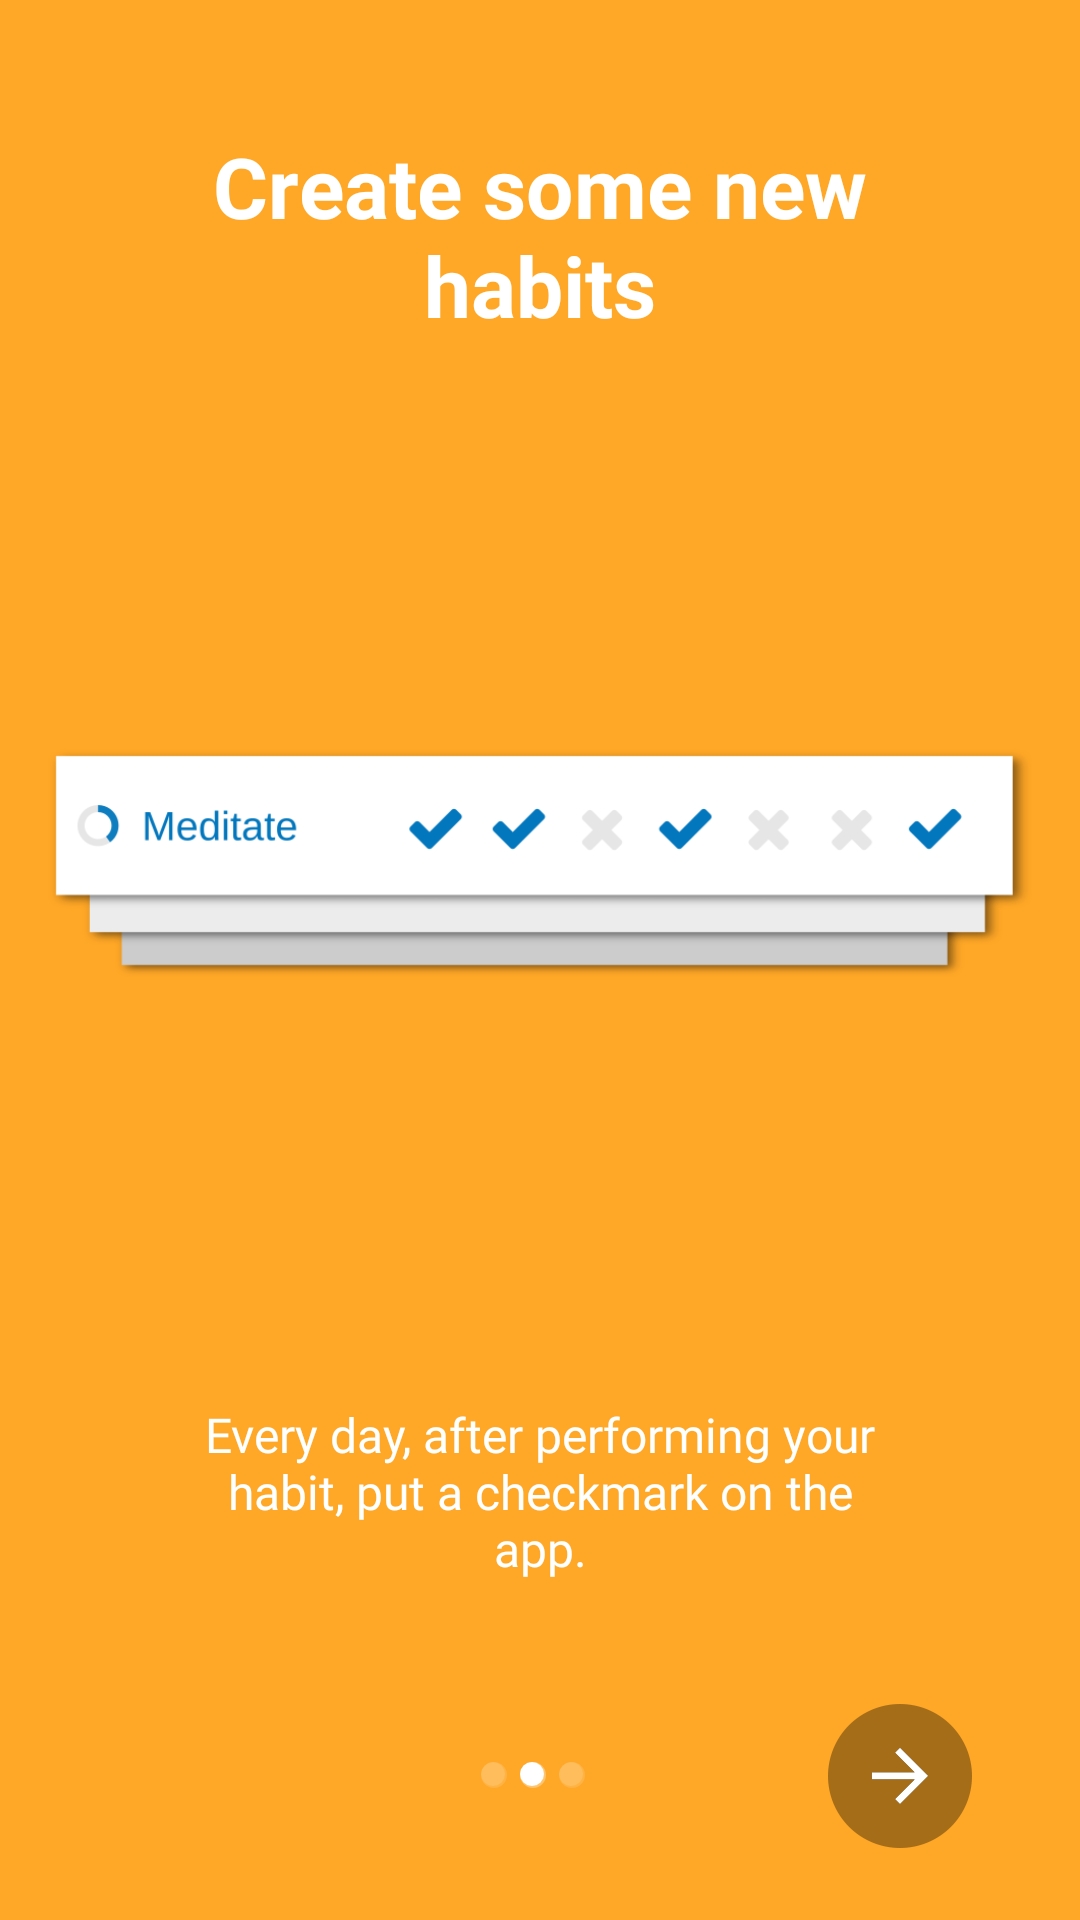 Create some new
habits
Meditate
Every day, after performing your
habit, put a checkmark on the
app.